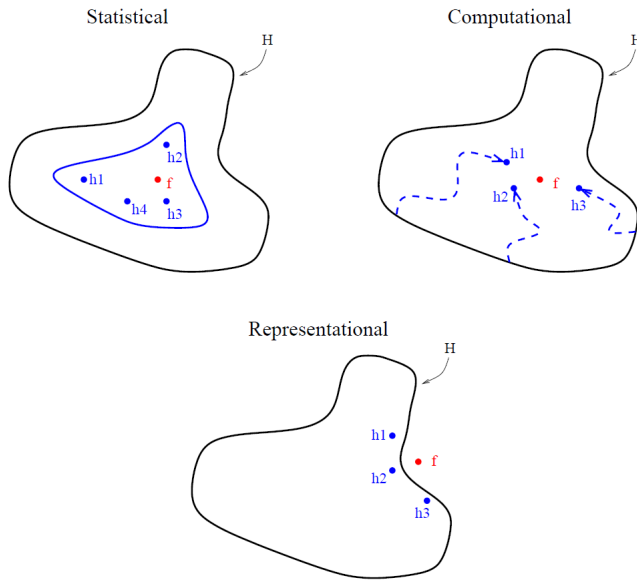 Statistical
H
h2
h1
f
h4
h3
Computational
H
h1
f
h2
h3
Representational
H
h1
f
h2
h3